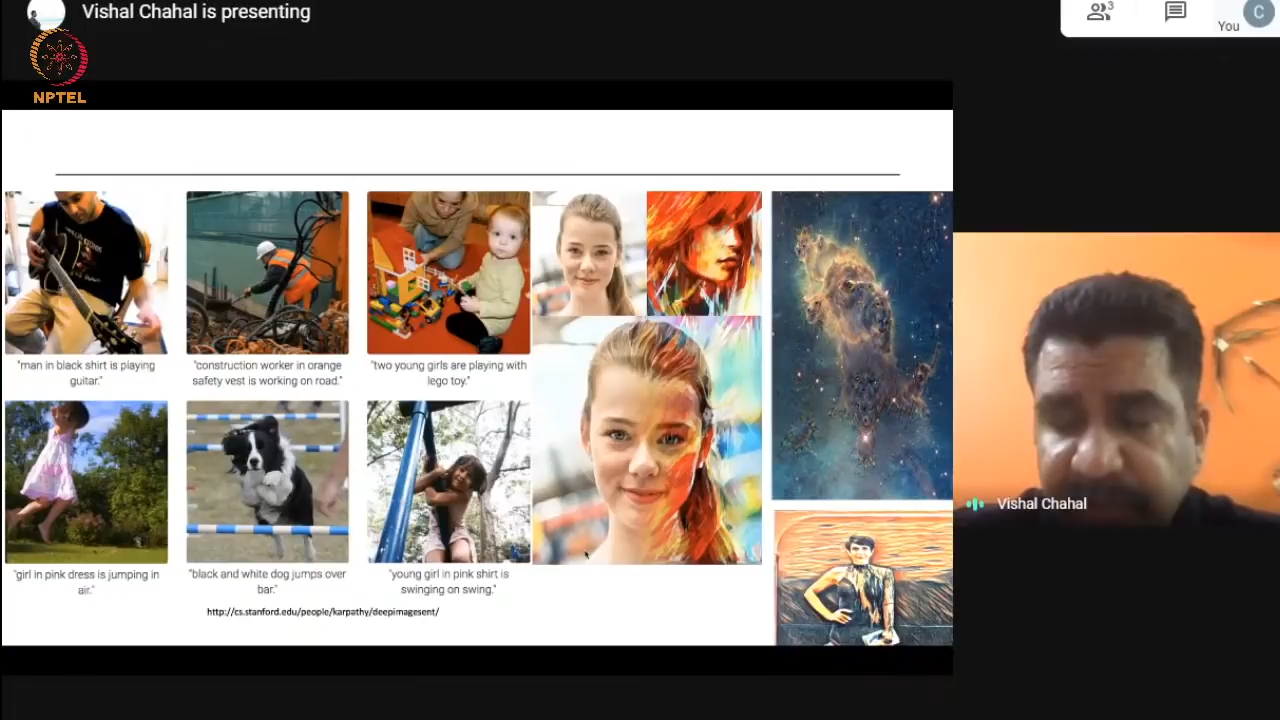 Vishal Chahal is presenting
3
You
C
NPTEL
"man in black shirt is playing
guitar."
"construction worker in orange
safety vest is working on road."
"two young girls are playing with
lego toy."
"girl in pink dress is jumping in
air."
"black and white dog jumps over
bar."
"young girl in pink shirt is
swinging on swing."
http://cs.stanford.edu/people/karpathy/deepimagesent/
Vishal Chahal